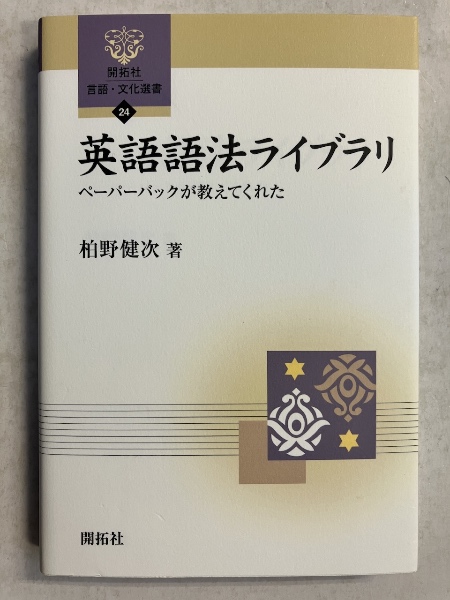 開拓社
言語・文化選書
24
英語語法ライブラリ
ペーパーバックが教えてくれた
柏野健次 著
開拓社